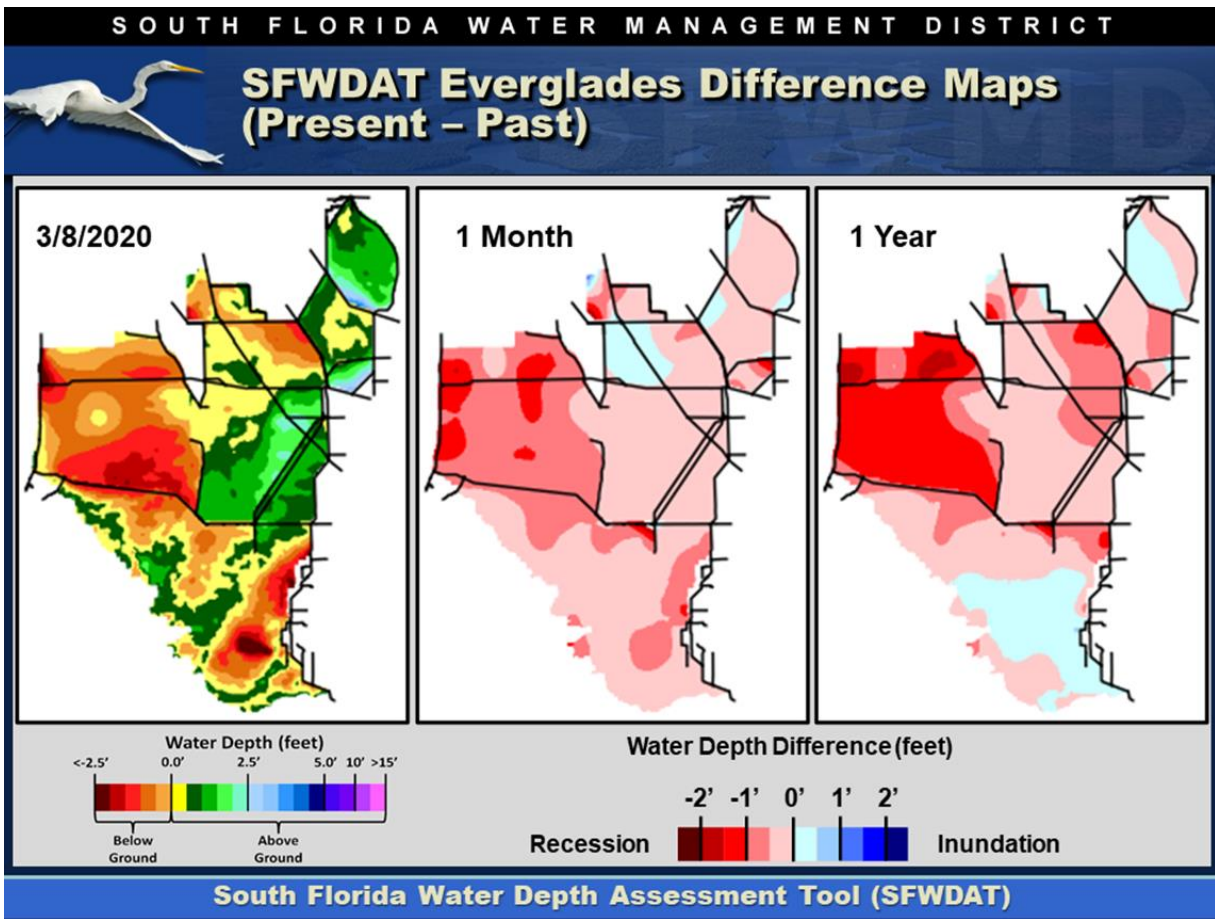 SOUTH FLORIDA WATER MANAGEMENT DISTRICT
SFWDAT Everglades Difference Maps
(Present – Past)
SFWMD
3/8/2020
1 Month
1 Year
Water Depth (feet)
<-2.5' 0.0' 2.5' 5.0' 10' >15'
Below
Ground
Above
Ground
Water Depth Difference (feet)
-2' -1' 0' 1' 2'
Recession
Inundation
South Florida Water Depth Assessment Tool (SFWDAT)